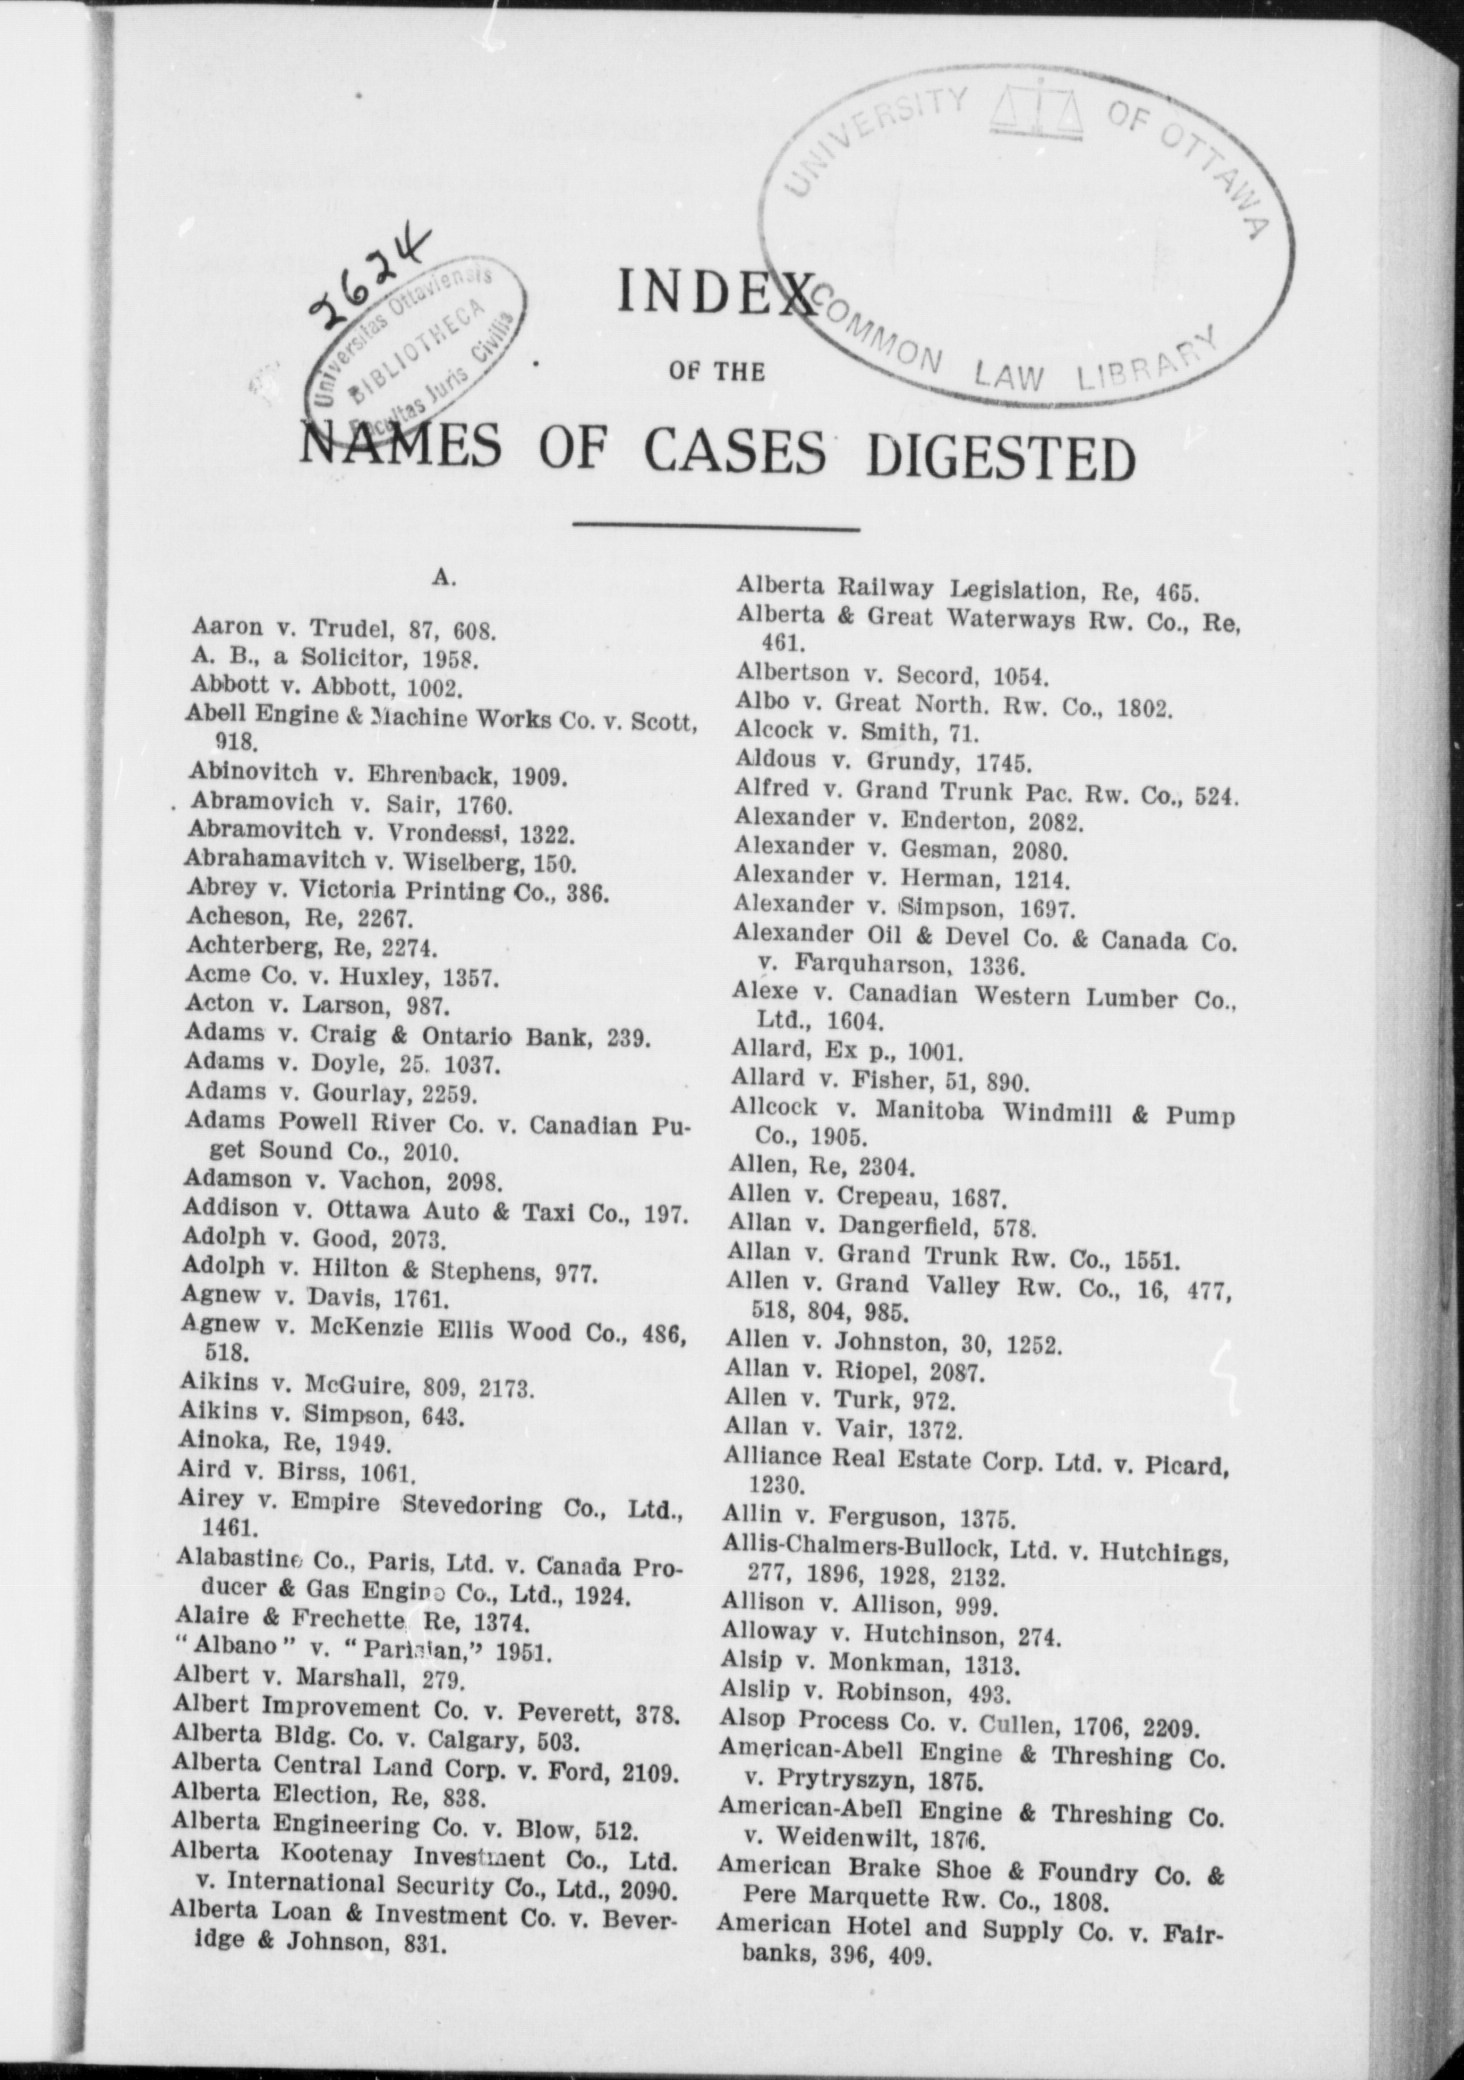 UNIVERSITY OF OTTAWA
COMMON LAW LIBRARY
2624
Universitas Ottaviensis
BIBLIOTHECA
Facultas Juris Civilis
INDEX
OF THE
NAMES OF CASES DIGESTED
A.
Aaron v. Trudel, 87, 608.
A. B., a Solicitor, 1958.
Abbott v. Abbott, 1002.
Abell Engine & Machine Works Co. v. Scott,
918.
Abinovitch v. Ehrenback, 1909.
Abramovich v. Sair, 1760.
Abramovitch v. Vrondessi, 1322.
Abrahamavitch v. Wiselberg, 150.
Abrey v. Victoria Printing Co., 386.
Acheson, Re, 2267.
Achterberg, Re, 2274.
Acme Co. v. Huxley, 1357.
Acton v. Larson, 987.
Adams v. Craig & Ontario Bank, 239.
Adams v. Doyle, 25. 1037.
Adams v. Gourlay, 2259.
Adams Powell River Co. v. Canadian Pu-
get Sound Co., 2010.
Adamson v. Vachon, 2098.
Addison v. Ottawa Auto & Taxi Co., 197.
Adolph v. Good, 2073.
Adolph v. Hilton & Stephens, 977.
Agnew v. Davis, 1761.
Agnew v. McKenzie Ellis Wood Co., 486,
518.
Aikins v. McGuire, 809, 2173.
Aikins v. Simpson, 643.
Ainoka, Re, 1949.
Aird v. Birss, 1061.
Airey v. Empire Stevedoring Co., Ltd.,
1461.
Alabastine Co., Paris, Ltd. v. Canada Pro-
ducer & Gas Engine Co., Ltd., 1924.
Alaire & Frechette, Re, 1374.
"Albano" v. "Parisian," 1951.
Albert v. Marshall, 279.
Albert Improvement Co. v. Peverett, 378.
Alberta Bldg. Co. v. Calgary, 503.
Alberta Central Land Corp. v. Ford, 2109.
Alberta Election, Re, 838.
Alberta Engineering Co. v. Blow, 512.
Alberta Kootenay Investment Co., Ltd.
v. International Security Co., Ltd., 2090.
Alberta Loan & Investment Co. v. Bever-
idge & Johnson, 831.
Alberta Railway Legislation, Re, 465.
Alberta & Great Waterways Rw. Co., Re,
461.
Albertson v. Secord, 1054.
Albo v. Great North. Rw. Co., 1802.
Alcock v. Smith, 71.
Aldous v. Grundy, 1745.
Alfred v. Grand Trunk Pac. Rw. Co., 524.
Alexander v. Enderton, 2082.
Alexander v. Gesman, 2080.
Alexander v. Herman, 1214.
Alexander v. Simpson, 1697.
Alexander Oil & Devel Co. & Canada Co.
v. Farquharson, 1336.
Alexe v. Canadian Western Lumber Co.,
Ltd., 1604.
Allard, Ex p., 1001.
Allard v. Fisher, 51, 890.
Allcock v. Manitoba Windmill & Pump
Co., 1905.
Allen, Re, 2304.
Allen v. Crepeau, 1687.
Allan v. Dangerfield, 578.
Allan v. Grand Trunk Rw. Co., 1551.
Allen v. Grand Valley Rw. Co., 16, 477,
518, 804, 985.
Allen v. Johnston, 30, 1252.
Allan v. Riopel, 2087.
Allen v. Turk, 972.
Allan v. Vair, 1372.
Alliance Real Estate Corp. Ltd. v. Picard,
1230.
Allin v. Ferguson, 1375.
Allis-Chalmers-Bullock, Ltd. v. Hutchings,
277, 1896, 1928, 2132.
Allison v. Allison, 999.
Alloway v. Hutchinson, 274.
Alsip v. Monkman, 1313.
Alslip v. Robinson, 493.
Alsop Process Co. v. Cullen, 1706, 2209.
American-Abell Engine & Threshing Co.
v. Prytryszyn, 1875.
American-Abell Engine & Threshing Co.
v. Weidenwilt, 1876.
American Brake Shoe & Foundry Co. &
Pere Marquette Rw. Co., 1808.
American Hotel and Supply Co. v. Fair-
banks, 396, 409.